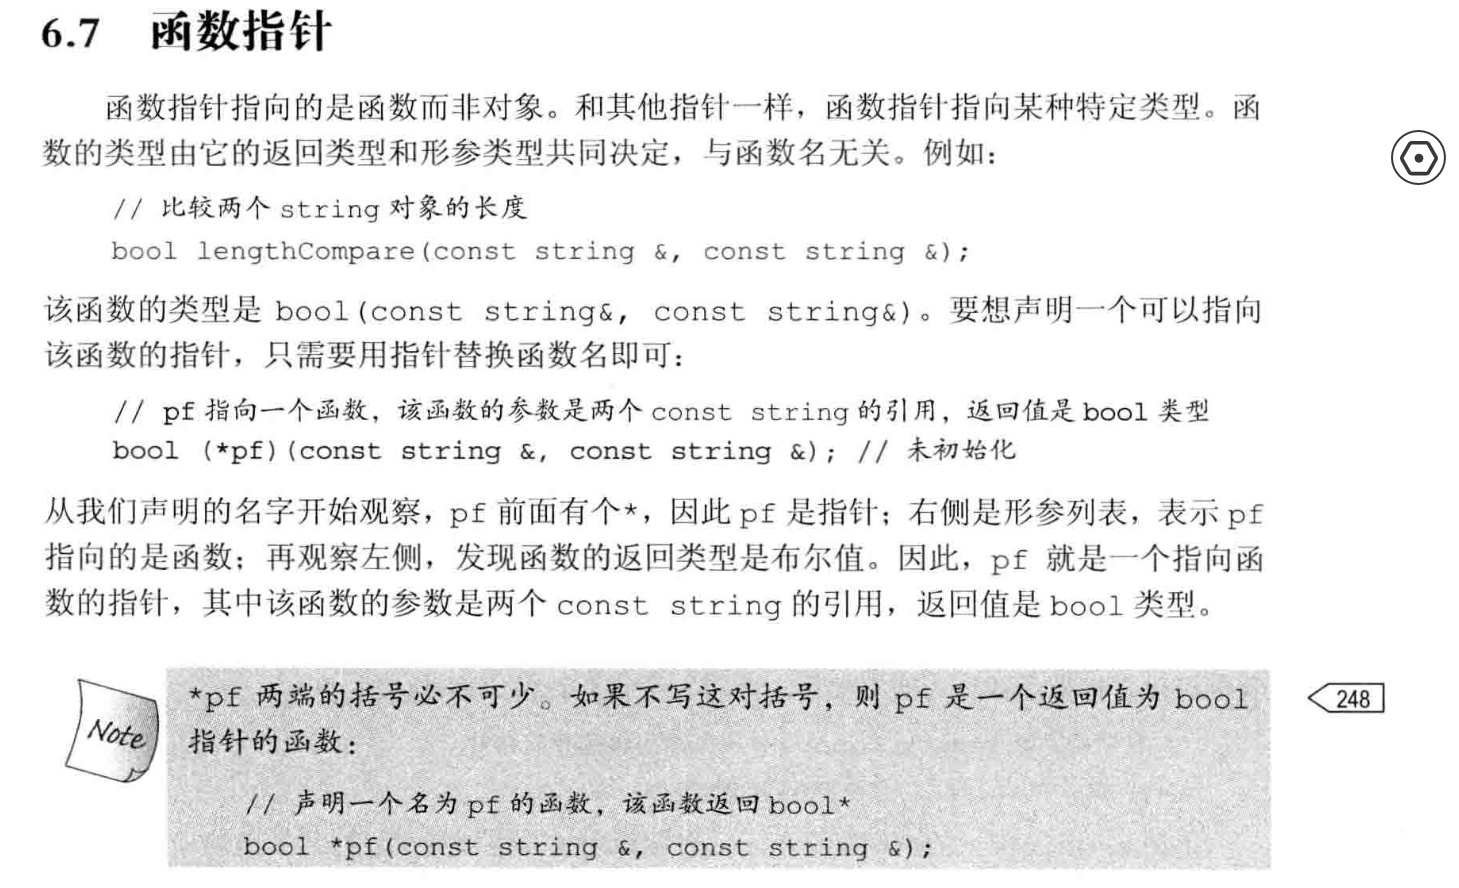 6.7 函数指针
函数指针指向的是函数而非对象。和其他指针一样，函数指针指向某种特定类型。函
数的类型由它的返回类型和形参类型共同决定，与函数名无关。例如：
// 比较两个 string 对象的长度
bool lengthCompare(const string &, const string &);
该函数的类型是 bool(const string&, const string&)。要想声明一个可以指向
该函数的指针，只需要用指针替换函数名即可：
// pf 指向一个函数，该函数的参数是两个 const string 的引用，返回值是 bool 类型
bool (*pf)(const string &, const string &); // 未初始化
从我们声明的名字开始观察，pf 前面有个*，因此 pf 是指针；右侧是形参列表，表示 pf
指向的是函数；再观察左侧，发现函数的返回类型是布尔值。因此，pf 就是一个指向函
数的指针，其中该函数的参数是两个 const string 的引用，返回值是 bool 类型。
Note
*pf 两端的括号必不可少。如果不写这对括号，则 pf 是一个返回值为 bool
指针的函数：
// 声明一个名为 pf 的函数，该函数返回 bool*
bool *pf(const string &, const string &);
248